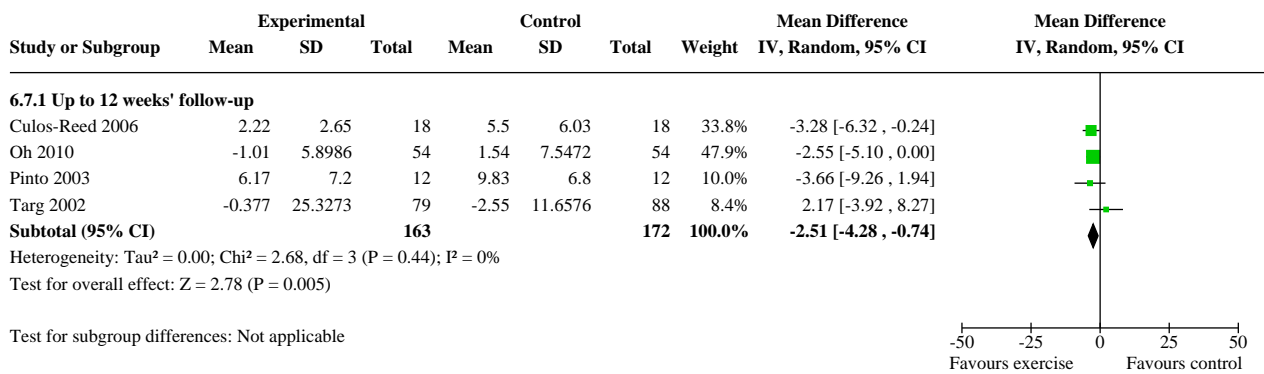 Experimental Control Mean Difference Mean Difference
Study or Subgroup Mean SD Total Mean SD Total Weight IV, Random, 95% CI IV, Random, 95% CI
6.7.1 Up to 12 weeks' follow-up
Culos-Reed 2006 2.22 2.65 18 5.5 6.03 18 33.8% -3.28 [-6.32 , -0.24]
Oh 2010 -1.01 5.8986 54 1.54 7.5472 54 47.9% -2.55 [-5.10 , 0.00]
Pinto 2003 6.17 7.2 12 9.83 6.8 12 10.0% -3.66 [-9.26 , 1.94]
Targ 2002 -0.377 25.3273 79 -2.55 11.6576 88 8.4% 2.17 [-3.92 , 8.27]
Subtotal (95% CI) 163 172 100.0% -2.51 [-4.28 , -0.74]
Heterogeneity: Tau² = 0.00; Chi² = 2.68, df = 3 (P = 0.44); I² = 0%
Test for overall effect: Z = 2.78 (P = 0.005)
Test for subgroup differences: Not applicable
-50 -25 0 25 50
Favours exercise Favours control